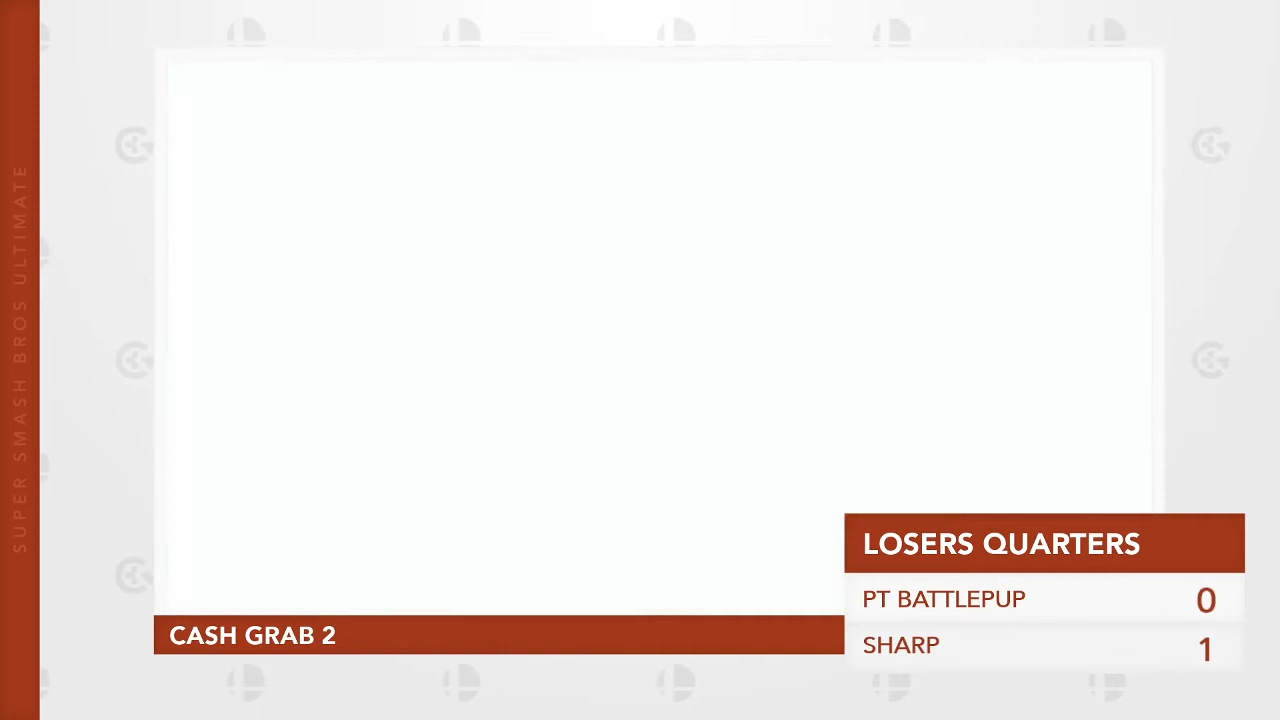 SUPER SMASH BROS ULTIMATE
LOSERS QUARTERS
PT BATTLEPUP 0
SHARP 1
CASH GRAB 2